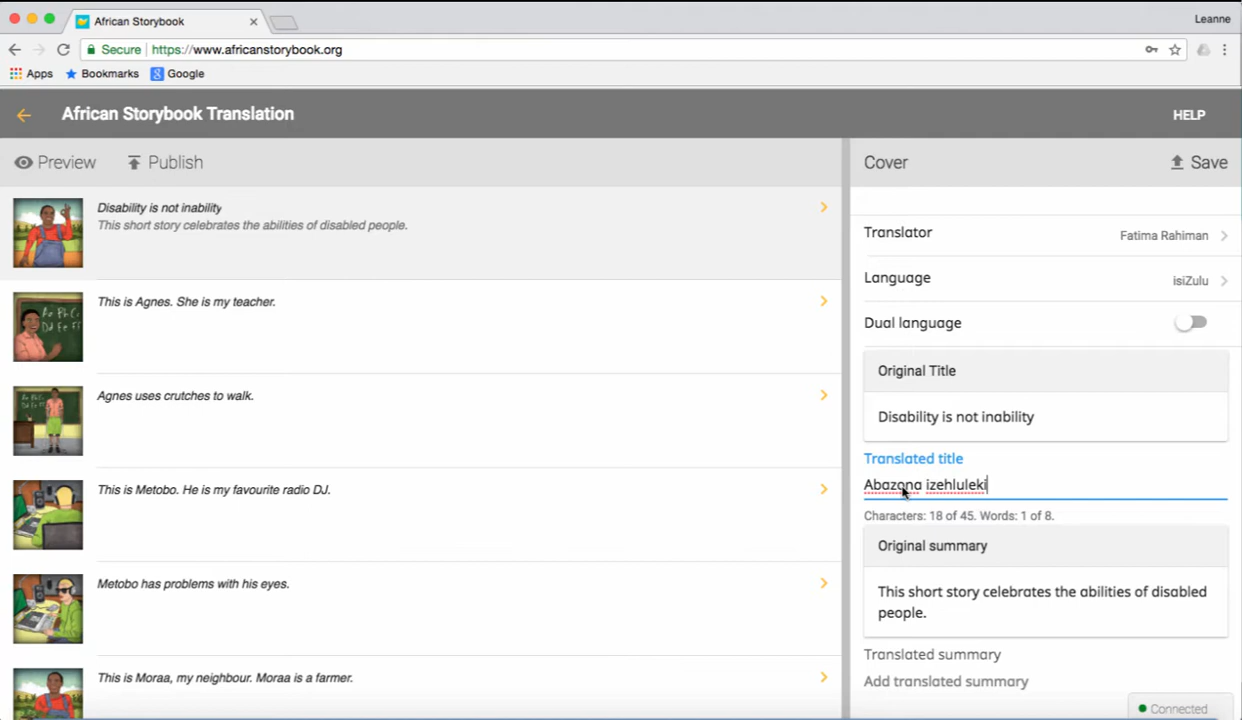 African Storybook
Leanne
Secure https://www.africanstorybook.org
Apps Bookmarks Google
African Storybook Translation
HELP
Preview Publish
Disability is not inability
This short story celebrates the abilities of disabled people.
This is Agnes. She is my teacher.
Agnes uses crutches to walk.
This is Metobo. He is my favourite radio DJ.
Metobo has problems with his eyes.
This is Moraa, my neighbour. Moraa is a farmer.
Cover
Save
Translator
Fatima Rahiman
Language
isiZulu
Dual language
Original Title
Disability is not inability
Translated title
Abazona izehluleki
Characters: 18 of 45. Words: 1 of 8.
Original summary
This short story celebrates the abilities of disabled
people.
Translated summary
Add translated summary
Connected